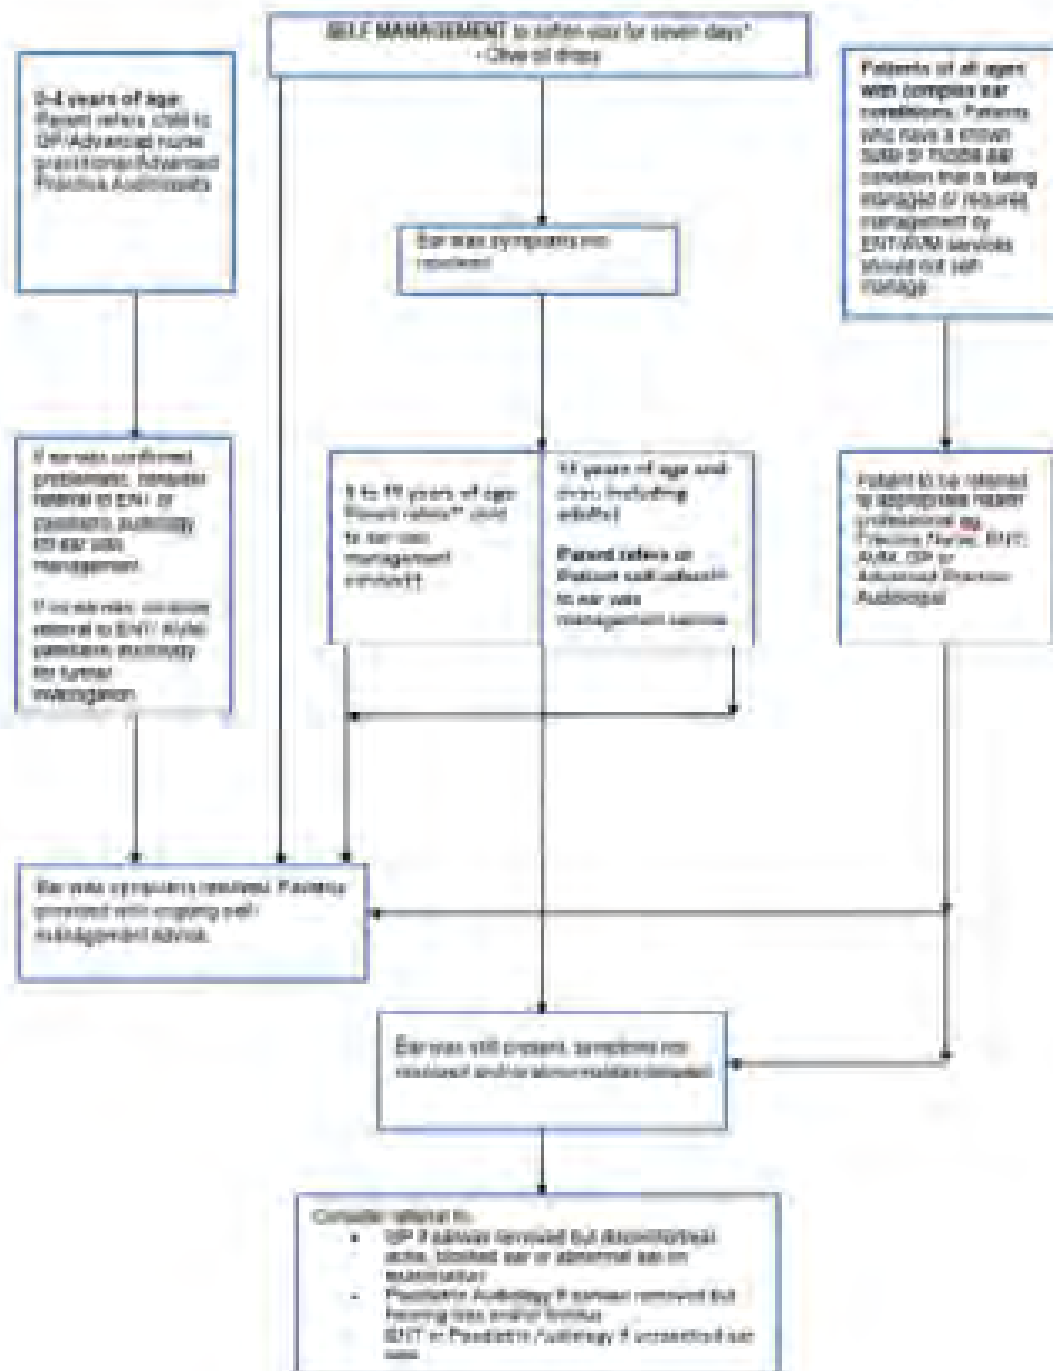 SELF MANAGEMENT to soften wax for seven days*
- Olive oil drops
0-4 years of age:
Parent refers child to
GP/Advanced nurse
practitioner/Advanced
Practice Audiologists
Patients of all ages
with complex ear
conditions. Patients
who have a known
outer or middle ear
condition that is being
managed or requires
management by
ENT/AVM services
should not self-
manage
Ear wax symptoms not
resolved
If ear wax confirmed
problematic, consider
referral to ENT or
paediatric audiology
for ear wax
management.
If no ear wax, consider
referral to ENT/ AVM/
paediatric audiology
for further
investigation
years of age
Parent refers** child
to ear wax
management
years of age and
over, including
adults
Parent refers or
Patient self-refers**
to ear wax
management service
Patient to be referred
to appropriate health
professional eg.
Practice Nurse, ENT,
AVM, GP or
Advanced Practice
Audiologist
Ear wax symptoms resolved. Patients
provided with ongoing self-
management advice.
Ear wax still present, symptoms not
resolved and/or abnormalities detected
Consider referral to:
• GP if earwax removed but discomfort/ear
ache, blocked ear or abnormal ear on
examination
• Paediatric Audiology if earwax removed but
hearing loss and/or tinnitus
• ENT or Paediatric Audiology if unresolved ear
wax